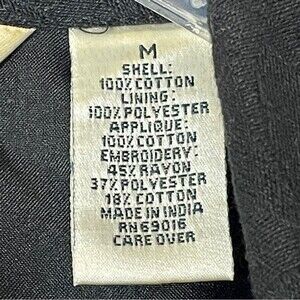 M
SHELL:
100% COTTON
LINING:
100% POLYESTER
APPLIQUE:
100% COTTON
EMBROIDERY:
45% RAYON
37% POLYESTER
18% COTTON
MADE IN INDIA
RN69016
CARE OVER